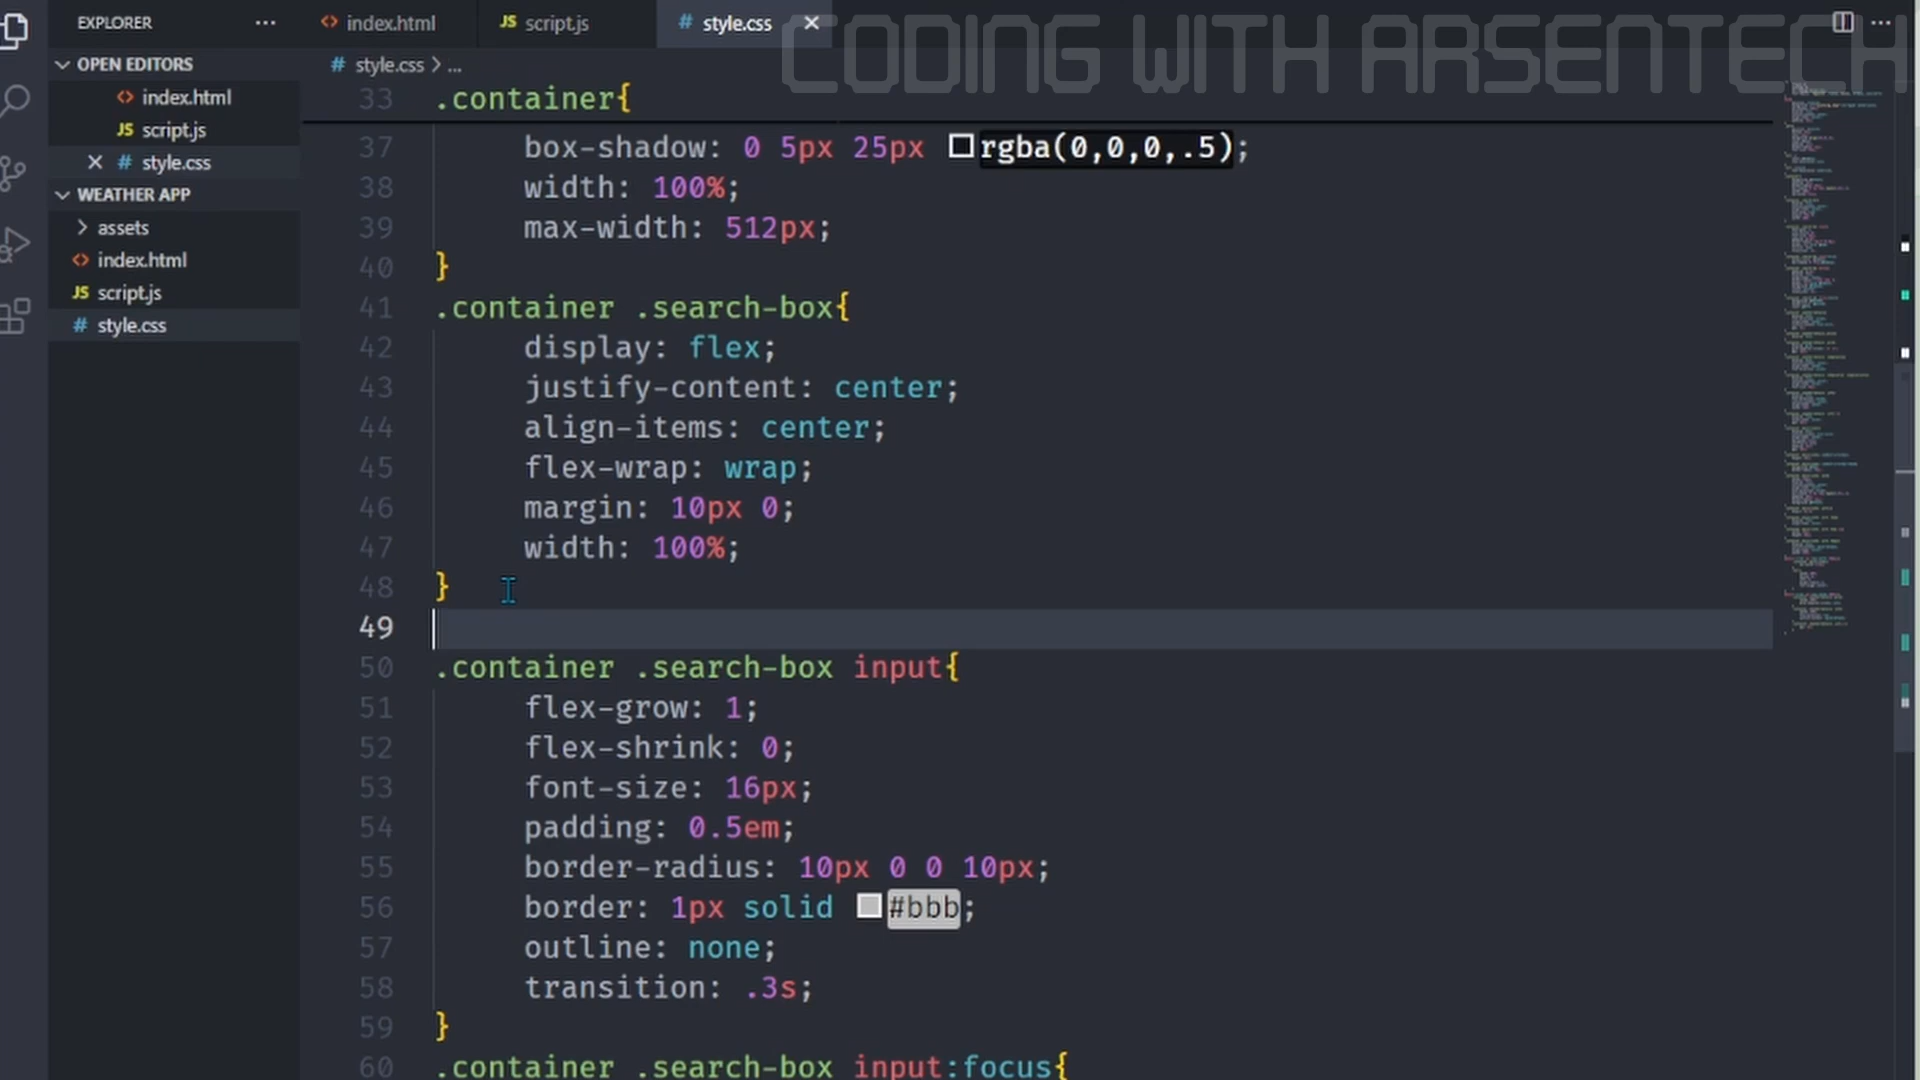 EXPLORER
index.html
JS script.js
# style.css
CODING WITH ARSENTECH
OPEN EDITORS
index.html
JS script.js
# style.css
WEATHER APP
assets
index.html
JS script.js
# style.css
# style.css > ...
33 .container{
37 box-shadow: 0 5px 25px rgba(0,0,0,.5);
38 width: 100%;
39 max-width: 512px;
40 }
41 .container .search-box{
42 display: flex;
43 justify-content: center;
44 align-items: center;
45 flex-wrap: wrap;
46 margin: 10px 0;
47 width: 100%;
48 }
49
50 .container .search-box input{
51 flex-grow: 1;
52 flex-shrink: 0;
53 font-size: 16px;
54 padding: 0.5em;
55 border-radius: 10px 0 0 10px;
56 border: 1px solid #bbb;
57 outline: none;
58 transition: .3s;
59 }
60 .container .search-box input:focus{